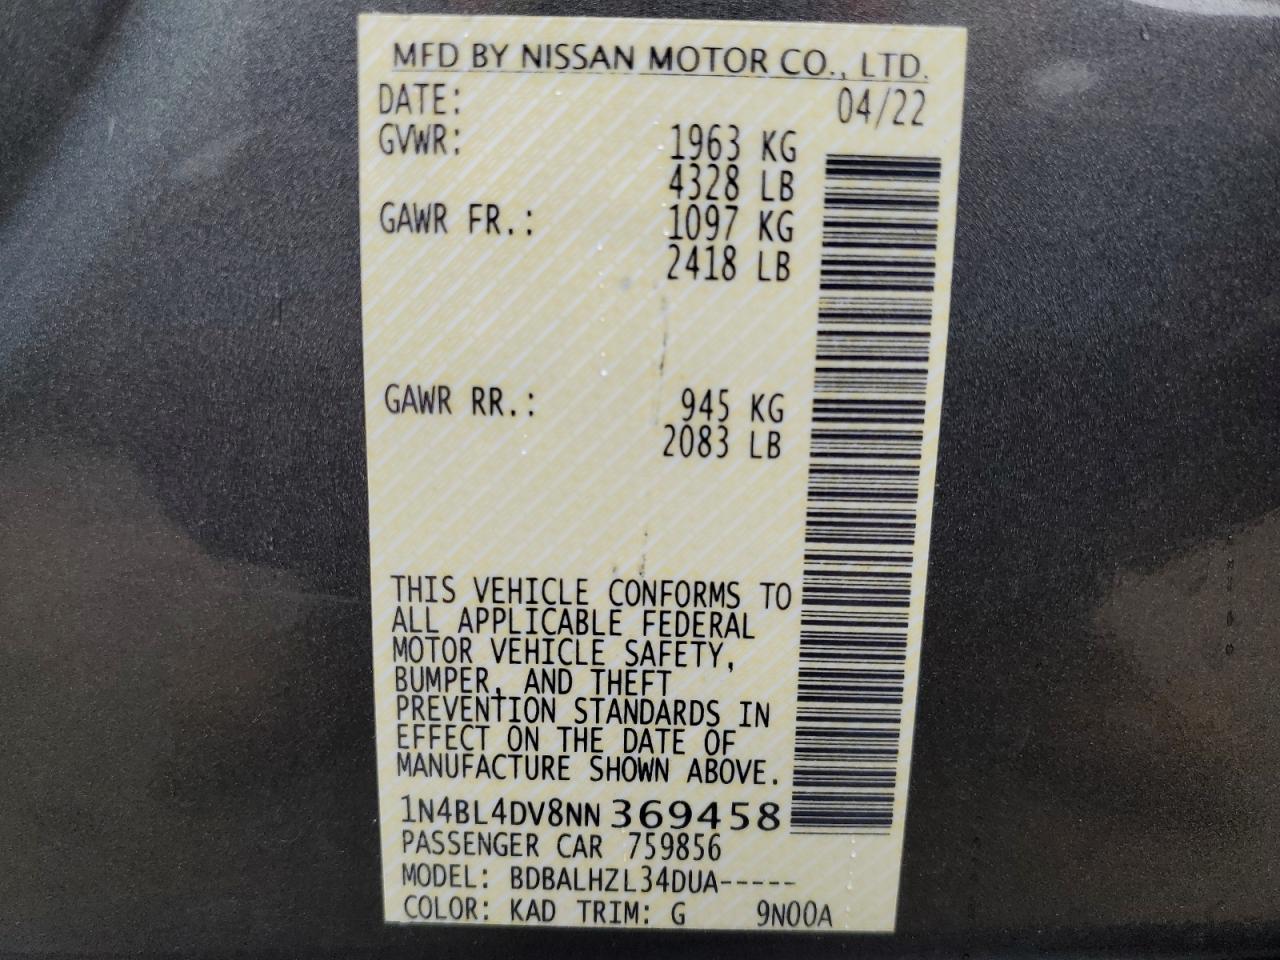 MFD BY NISSAN MOTOR CO., LTD.
DATE: 04/22
GVWR: 1963 KG
4328 LB
GAWR FR.: 1097 KG
2418 LB
GAWR RR.: 945 KG
2083 LB
THIS VEHICLE CONFORMS TO
ALL APPLICABLE FEDERAL
MOTOR VEHICLE SAFETY,
BUMPER, AND THEFT
PREVENTION STANDARDS IN
EFFECT ON THE DATE OF
MANUFACTURE SHOWN ABOVE.
1N4BL4DV8NN369458
PASSENGER CAR 759856
MODEL: BDBALHZL34DUA-----
COLOR: KAD TRIM: G 9N00A